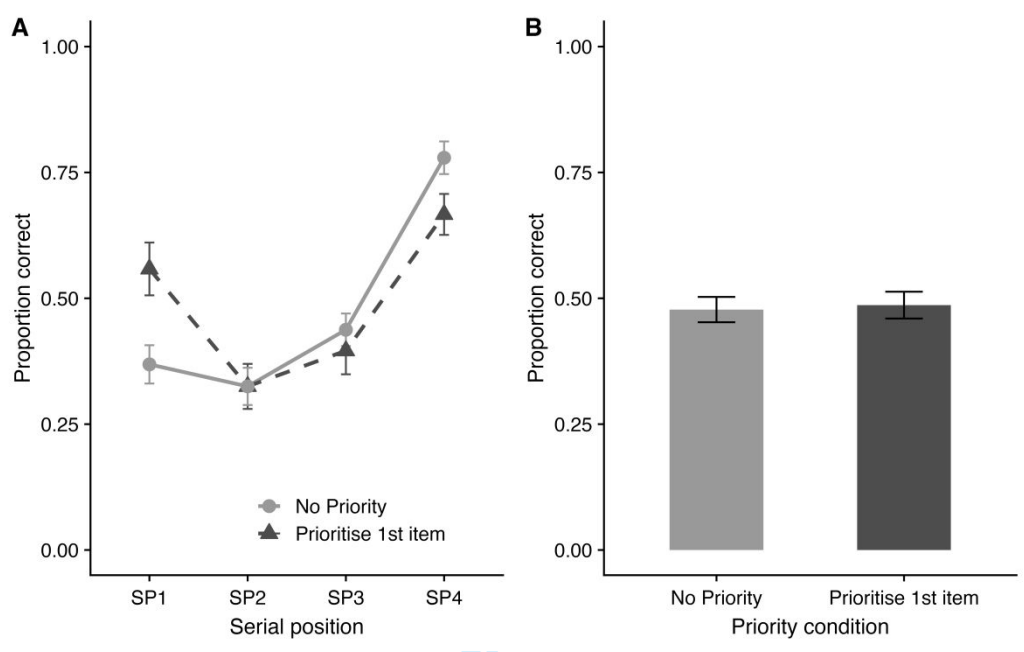 A
1.00
0.75
0.50
0.25
0.00
Proportion correct
No Priority
Prioritise 1st item
SP1 SP2 SP3 SP4
Serial position
B
1.00
0.75
0.50
0.25
0.00
Proportion correct
No Priority Prioritise 1st item
Priority condition